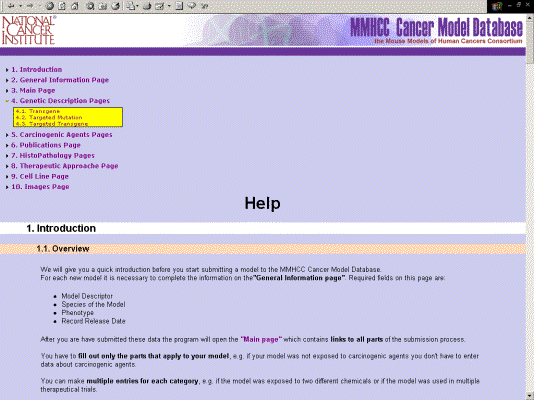 NATIONAL
CANCER
INSTITUTE
MMHCC Cancer Model Database
the Mouse Models of Human Cancers Consortium
1. Introduction
2. General Information Page
3. Main Page
4. Genetic Description Pages
4.1. Transgene
4.2. Targeted Mutation
4.3. Targeted Transgene
5. Carcinogenic Agents Pages
6. Publications Page
7. HistoPathology Pages
8. Therapeutic Approache Page
9. Cell Line Page
10. Images Page
Help
1. Introduction
1.1. Overview
We will give you a quick introduction before you start submitting a model to the MMHCC Cancer Model Database.
For each new model it is necessary to complete the information on the"General Information page". Required fields on this page are:
Model Descriptor
Species of the Model
Phenotype
Record Release Date
After you are have submitted these data the program will open the "Main page" which contains links to all parts of the submission process.
You have to fill out only the parts that apply to your model, e.g. if your model was not exposed to carcinogenic agents you don't have to enter
data about carcinogenic agents.
You can make multiple entries for each category, e.g. if the model was exposed to two different chemicals or if the model was used in multiple
therapeutical trials.